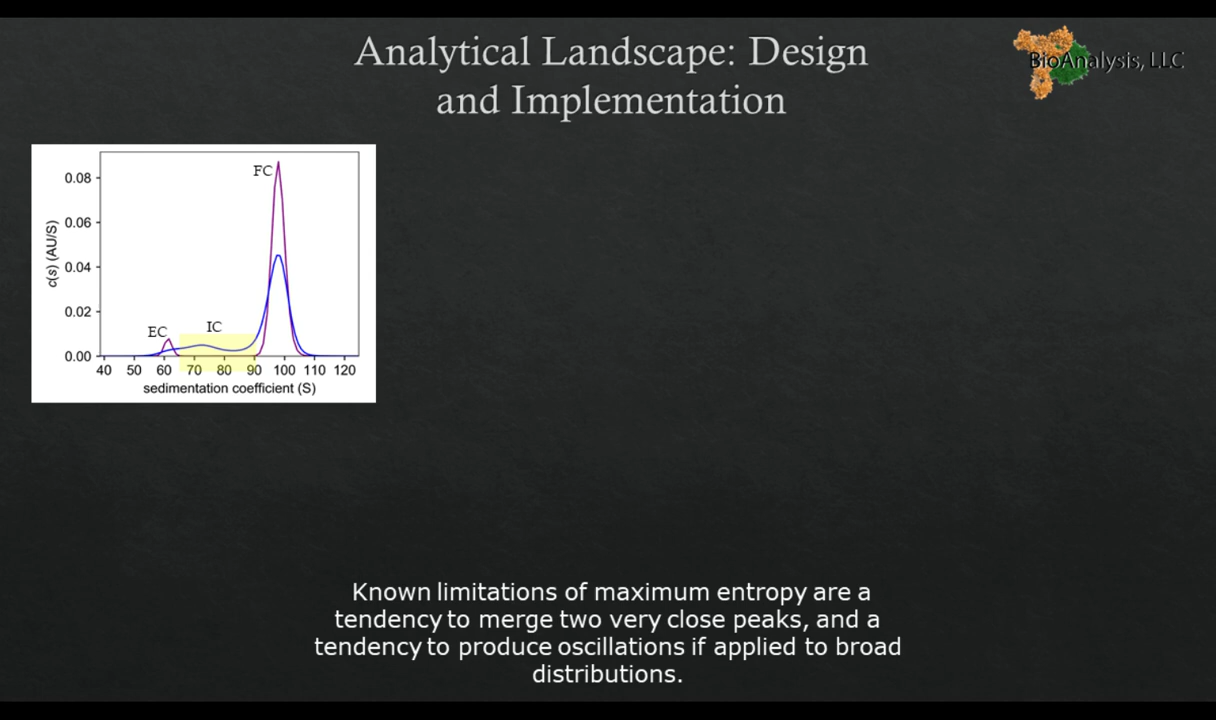 Analytical Landscape: Design
and Implementation
BioAnalysis, LLC
FC
0.08
0.06
0.04
0.02
0.00
c(s) (AU/S)
EC
IC
40 50 60 70 80 90 100 110 120
sedimentation coefficient (S)
Known limitations of maximum entropy are a
tendency to merge two very close peaks, and a
tendency to produce oscillations if applied to broad
distributions.